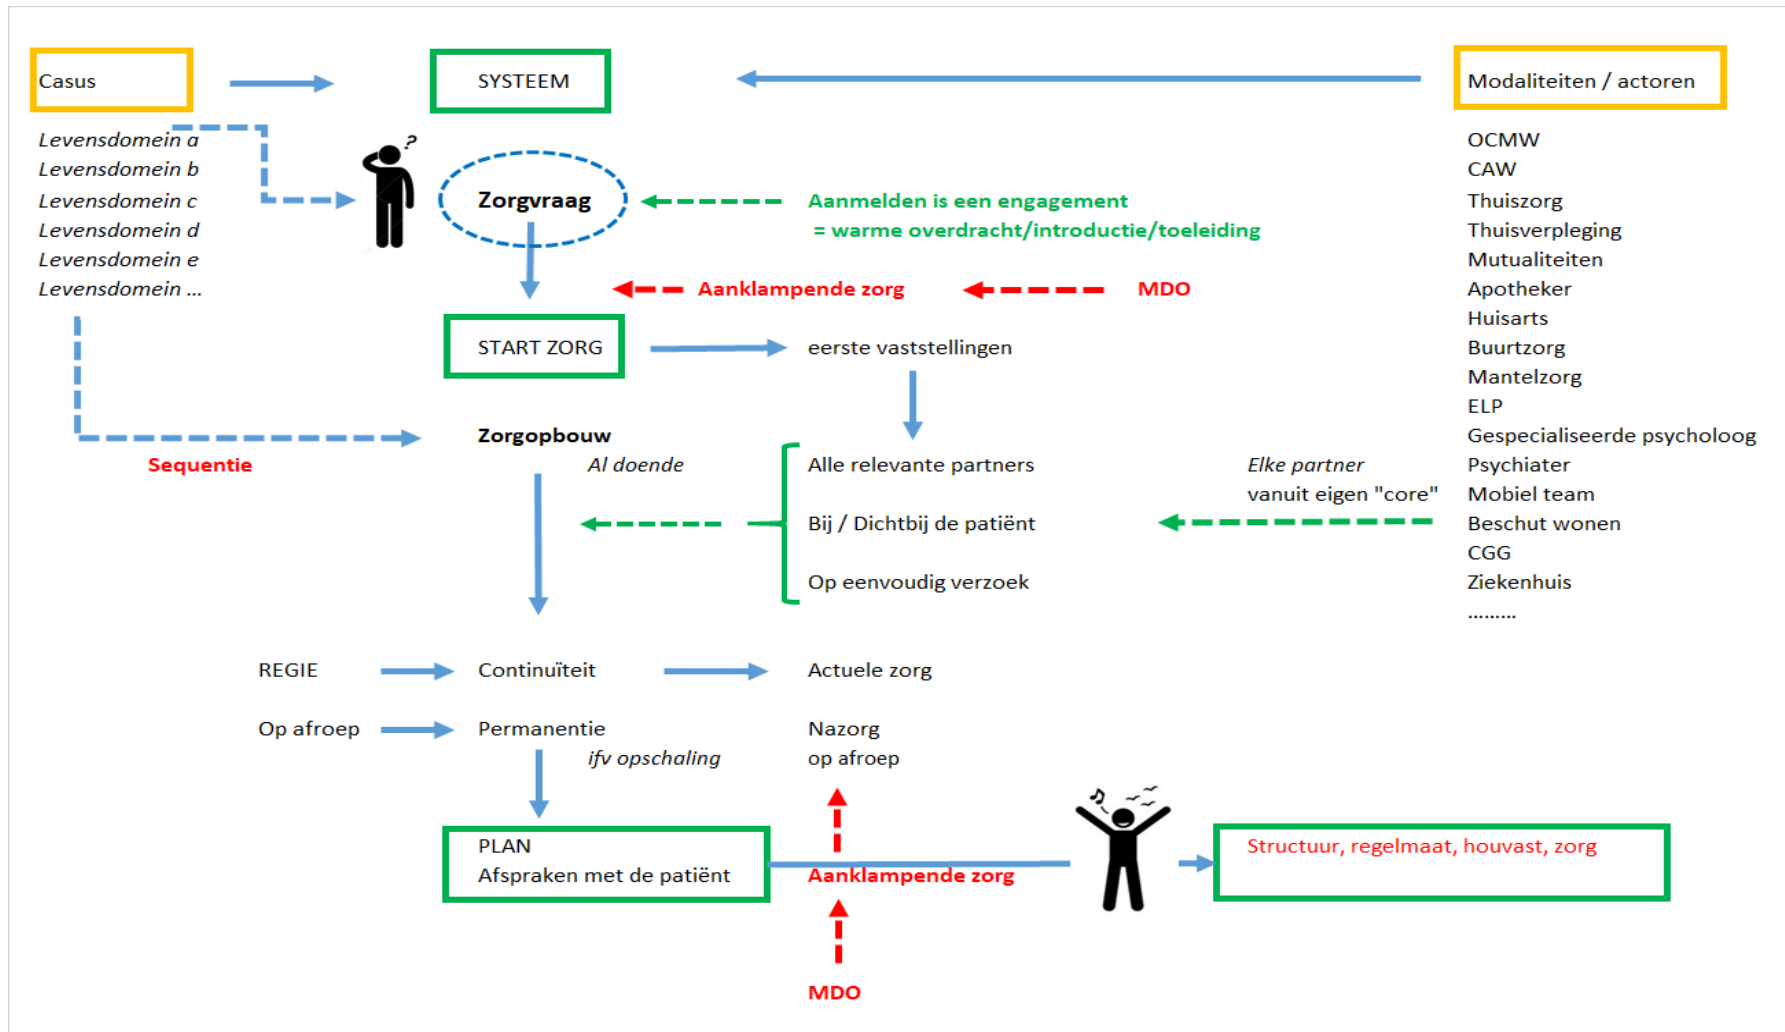 Casus
SYSTEEM
Modaliteiten / actoren
Levensdomein a
Levensdomein b
Levensdomein c
Levensdomein d
Levensdomein e
Levensdomein ...
?
Zorgvraag
Aanmelden is een engagement
= warme overdracht/introductie/toeleiding
Aanklampende zorg
MDO
START ZORG
eerste vaststellingen
Zorgopbouw
Sequentie
Al doende
Alle relevante partners
Bij / Dichtbij de patiënt
Op eenvoudig verzoek
Elke partner
vanuit eigen "core"
OCMW
CAW
Thuiszorg
Thuisverpleging
Mutualiteiten
Apotheker
Huisarts
Buurtzorg
Mantelzorg
ELP
Gespecialiseerde psycholoog
Psychiater
Mobiel team
Beschut wonen
CGG
Ziekenhuis
.........
REGIE
Continuïteit
Actuele zorg
Op afroep
Permanentie
Nazorg
ifv opschaling
op afroep
PLAN
Afspraken met de patiënt
Aanklampende zorg
Structuur, regelmaat, houvast, zorg
MDO